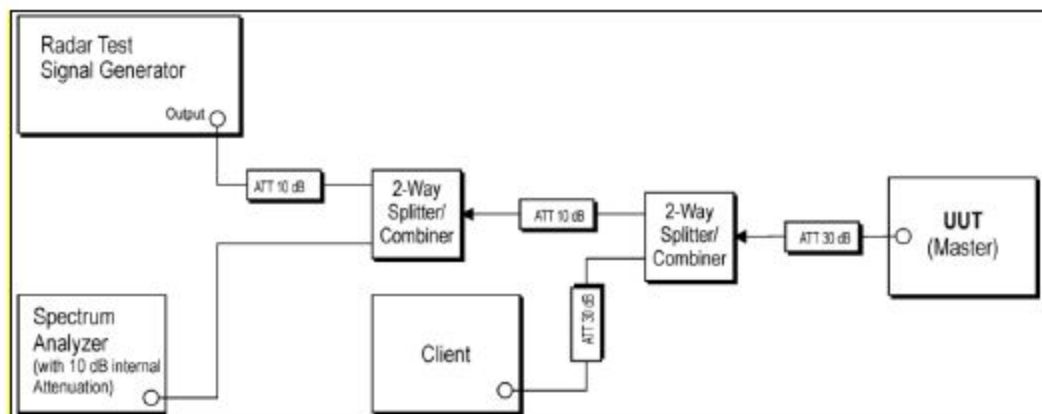 Radar Test
Signal Generator
Output
ATT 10 dB
2-Way
Splitter/
Combiner
ATT 10 dB
2-Way
Splitter/
Combiner
ATT 30 dB
UUT
(Master)
ATT 30 dB
Spectrum
Analyzer
(with 10 dB internal
Attenuation)
Client